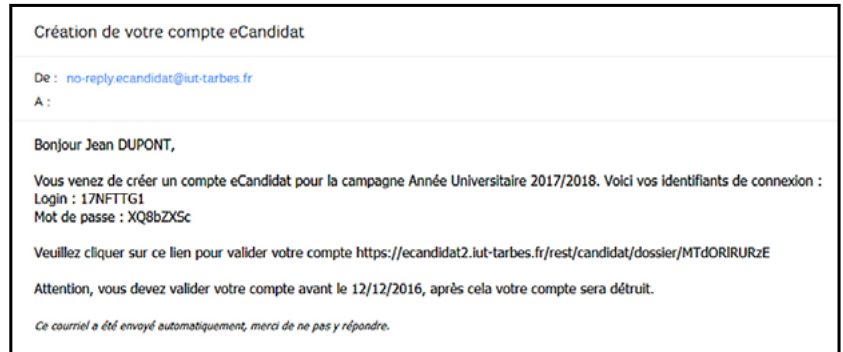 Création de votre compte eCandidat
De : no-reply.ecandidat@iut-tarbes.fr
A :
Bonjour Jean DUPONT,
Vous venez de créer un compte eCandidat pour la campagne Année Universitaire 2017/2018. Voici vos identifiants de connexion :
Login : 17NFTTG1
Mot de passe : XQ8bZXSc
Veuillez cliquer sur ce lien pour valider votre compte https://ecandidat2.iut-tarbes.fr/rest/candidat/dossier/MTdORlRURzE
Attention, vous devez valider votre compte avant le 12/12/2016, après cela votre compte sera détruit.
Ce courriel a été envoyé automatiquement, merci de ne pas y répondre.